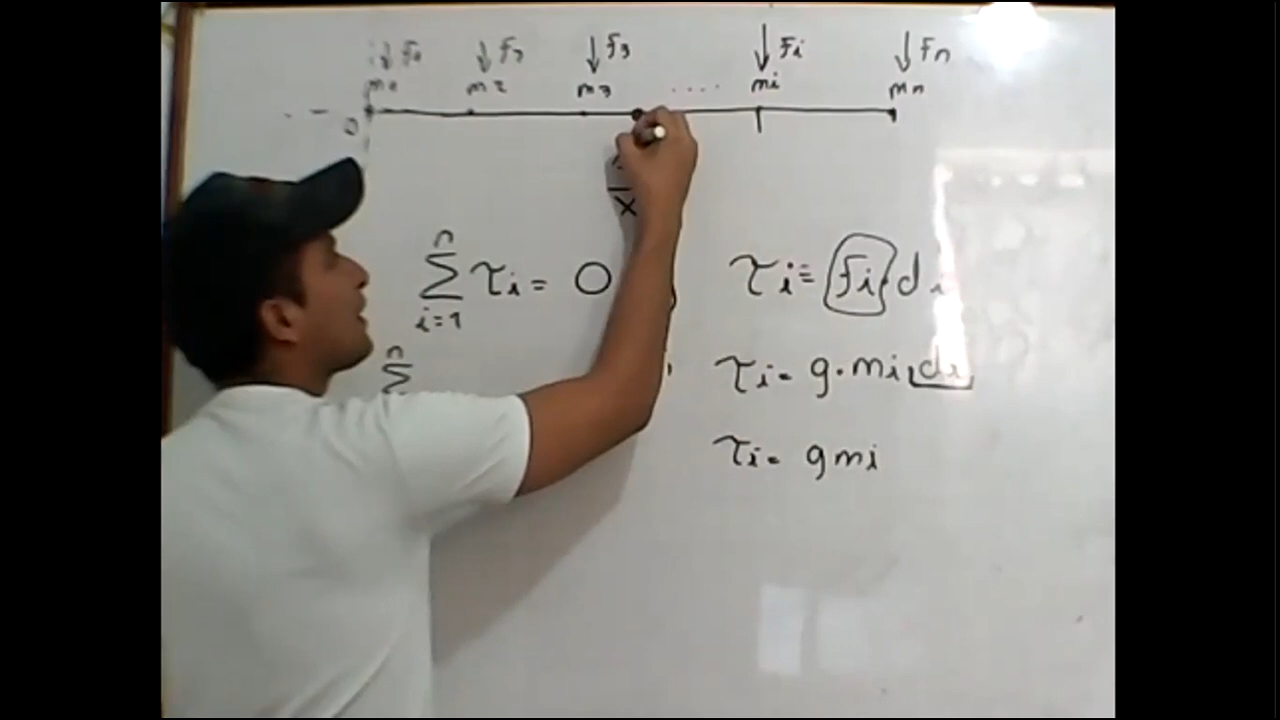 ↓f1 ↓f2 ↓f3 ↓fi ↓fn
m1 m2 m3 .... mi mn
0
x
n
∑ τi = 0
i=1
τi = fi · di
n
∑
τi = g · mi di
τi = g mi